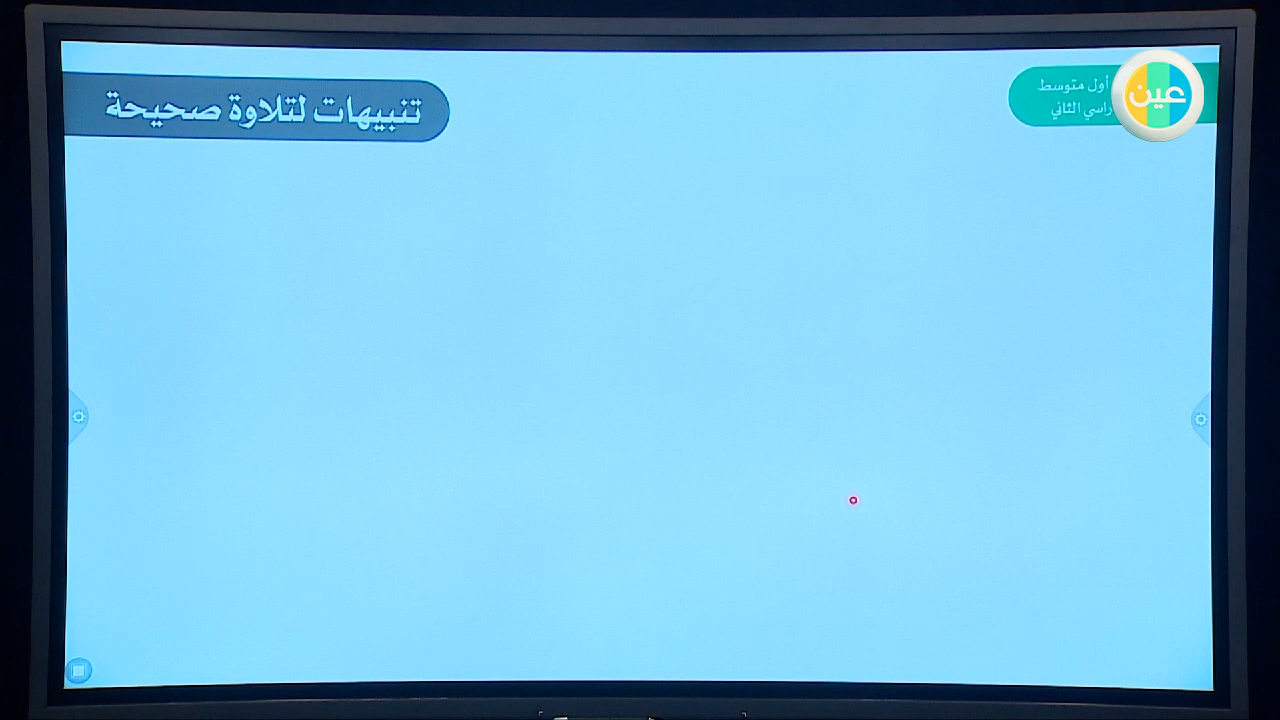 أول متوسط
راسي الثاني
عين
تنبيهات لتلاوة صحيحة